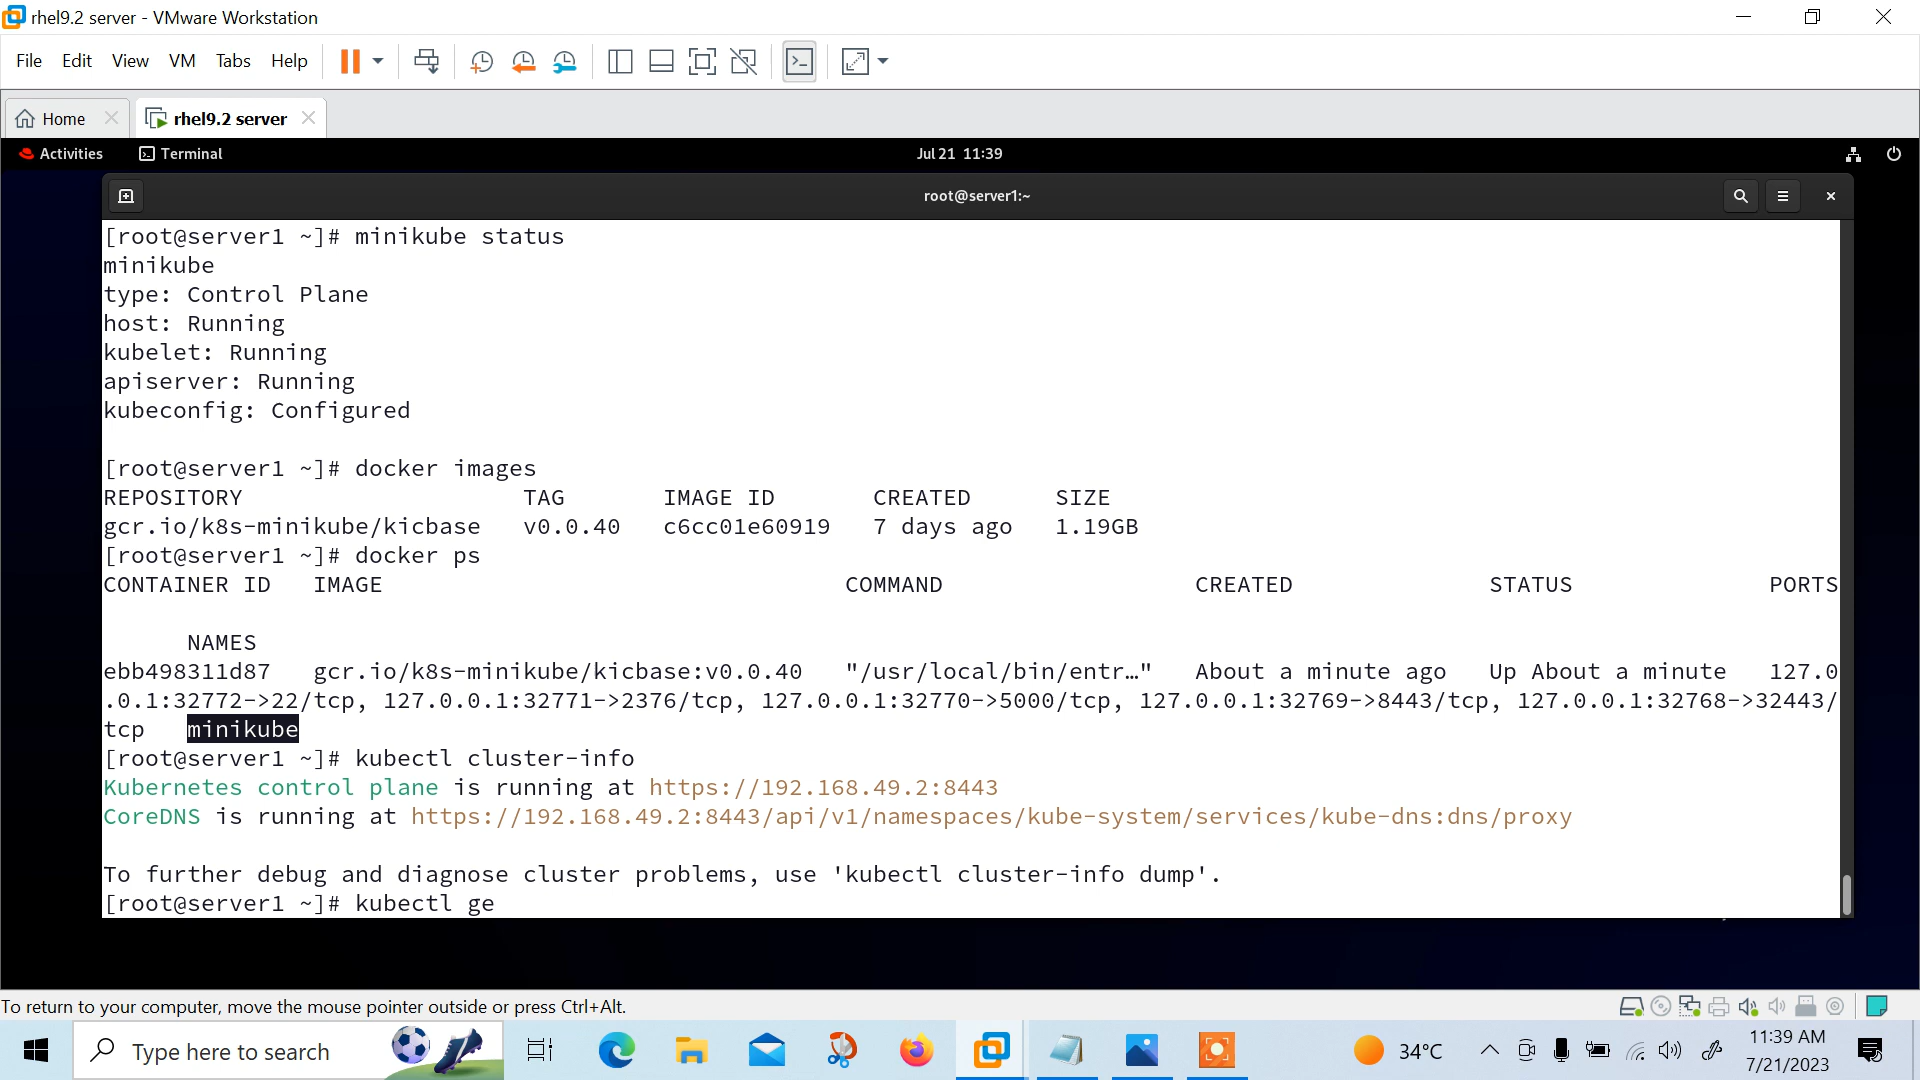 rhel9.2 server - VMware Workstation
File Edit View VM Tabs Help
Home rhel9.2 server
Activities Terminal Jul 21 11:39
root@server1:~
[root@server1 ~]# minikube status
minikube
type: Control Plane
host: Running
kubelet: Running
apiserver: Running
kubeconfig: Configured
[root@server1 ~]# docker images
REPOSITORY TAG IMAGE ID CREATED SIZE
gcr.io/k8s-minikube/kicbase v0.0.40 c6cc01e60919 7 days ago 1.19GB
[root@server1 ~]# docker ps
CONTAINER ID IMAGE COMMAND CREATED STATUS PORTS
NAMES
ebb498311d87 gcr.io/k8s-minikube/kicbase:v0.0.40 "/usr/local/bin/entr…" About a minute ago Up About a minute 127.0
.0.1:32772->22/tcp, 127.0.0.1:32771->2376/tcp, 127.0.0.1:32770->5000/tcp, 127.0.0.1:32769->8443/tcp, 127.0.0.1:32768->32443/
tcp minikube
[root@server1 ~]# kubectl cluster-info
Kubernetes control plane is running at https://192.168.49.2:8443
CoreDNS is running at https://192.168.49.2:8443/api/v1/namespaces/kube-system/services/kube-dns:dns/proxy
To further debug and diagnose cluster problems, use 'kubectl cluster-info dump'.
[root@server1 ~]# kubectl ge
To return to your computer, move the mouse pointer outside or press Ctrl+Alt.
Type here to search
34°C
11:39 AM
7/21/2023